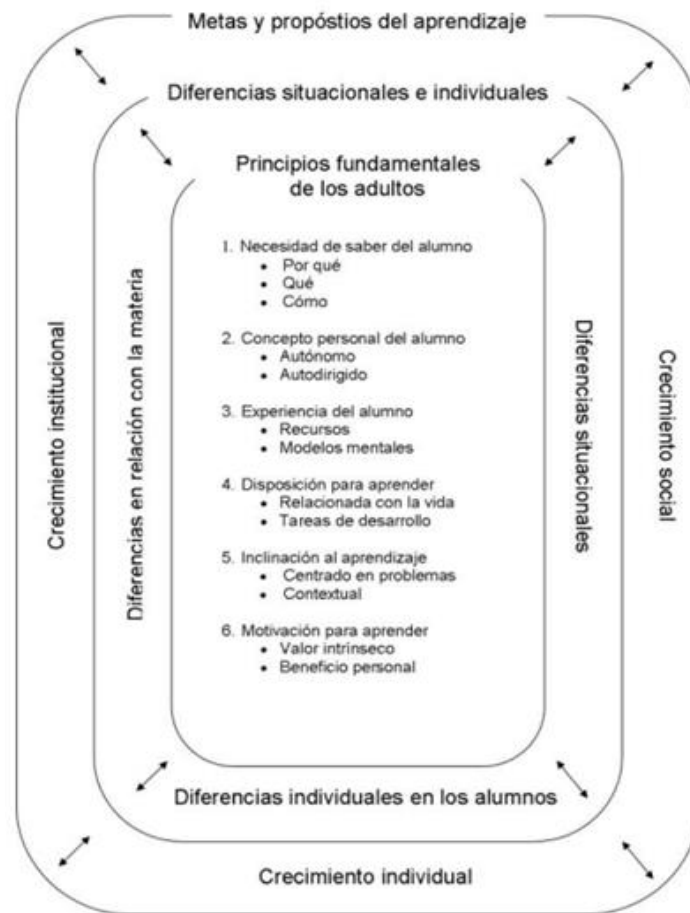 Metas y propóstios del aprendizaje
Diferencias situacionales e individuales
Principios fundamentales
de los adultos
1. Necesidad de saber del alumno
• Por qué
• Qué
• Cómo
2. Concepto personal del alumno
• Autónomo
• Autodirigido
3. Experiencia del alumno
• Recursos
• Modelos mentales
4. Disposición para aprender
• Relacionada con la vida
• Tareas de desarrollo
5. Inclinación al aprendizaje
• Centrado en problemas
• Contextual
6. Motivación para aprender
• Valor intrínseco
• Beneficio personal
Crecimiento institucional
Diferencias en relación con la materia
Diferencias situacionales
Crecimiento social
Diferencias individuales en los alumnos
Crecimiento individual